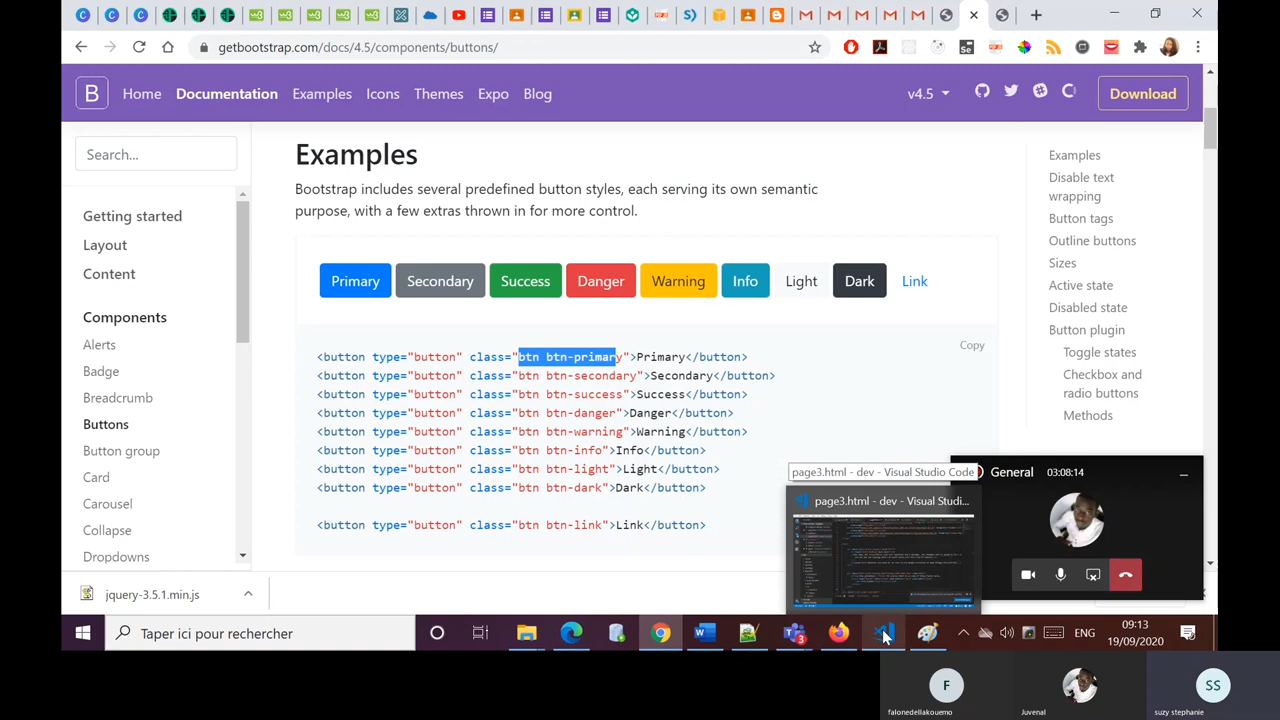 getbootstrap.com/docs/4.5/components/buttons/
B
Home Documentation Examples Icons Themes Expo Blog
v4.5
Download
Search...
Getting started
Layout
Content
Components
Alerts
Badge
Breadcrumb
Buttons
Button group
Card
Carousel
Collapse
Dropdowns
Examples
Bootstrap includes several predefined button styles, each serving its own semantic
purpose, with a few extras thrown in for more control.
Primary Secondary Success Danger Warning Info Light Dark Link
Copy
<button type="button" class="btn btn-primary">Primary</button>
<button type="button" class="btn btn-secondary">Secondary</button>
<button type="button" class="btn btn-success">Success</button>
<button type="button" class="btn btn-danger">Danger</button>
<button type="button" class="btn btn-warning">Warning</button>
<button type="button" class="btn btn-info">Info</button>
<button type="button" class="btn btn-light">Light</button>
<button type="button" class="btn btn-dark">Dark</button>
<button type="button" class="btn btn-link">Link</button>
Examples
Disable text
wrapping
Button tags
Outline buttons
Sizes
Active state
Disabled state
Button plugin
Toggle states
Checkbox and
radio buttons
Methods
page3.html - dev - Visual Studio Code
page3.html - dev - Visual Studi...
General 03:08:14
jquery-3.5.1.min.js
Taper ici pour rechercher
3
ENG
09:13
19/09/2020
F
falonedellakouemo
Juvenal
SS
suzy stephanie